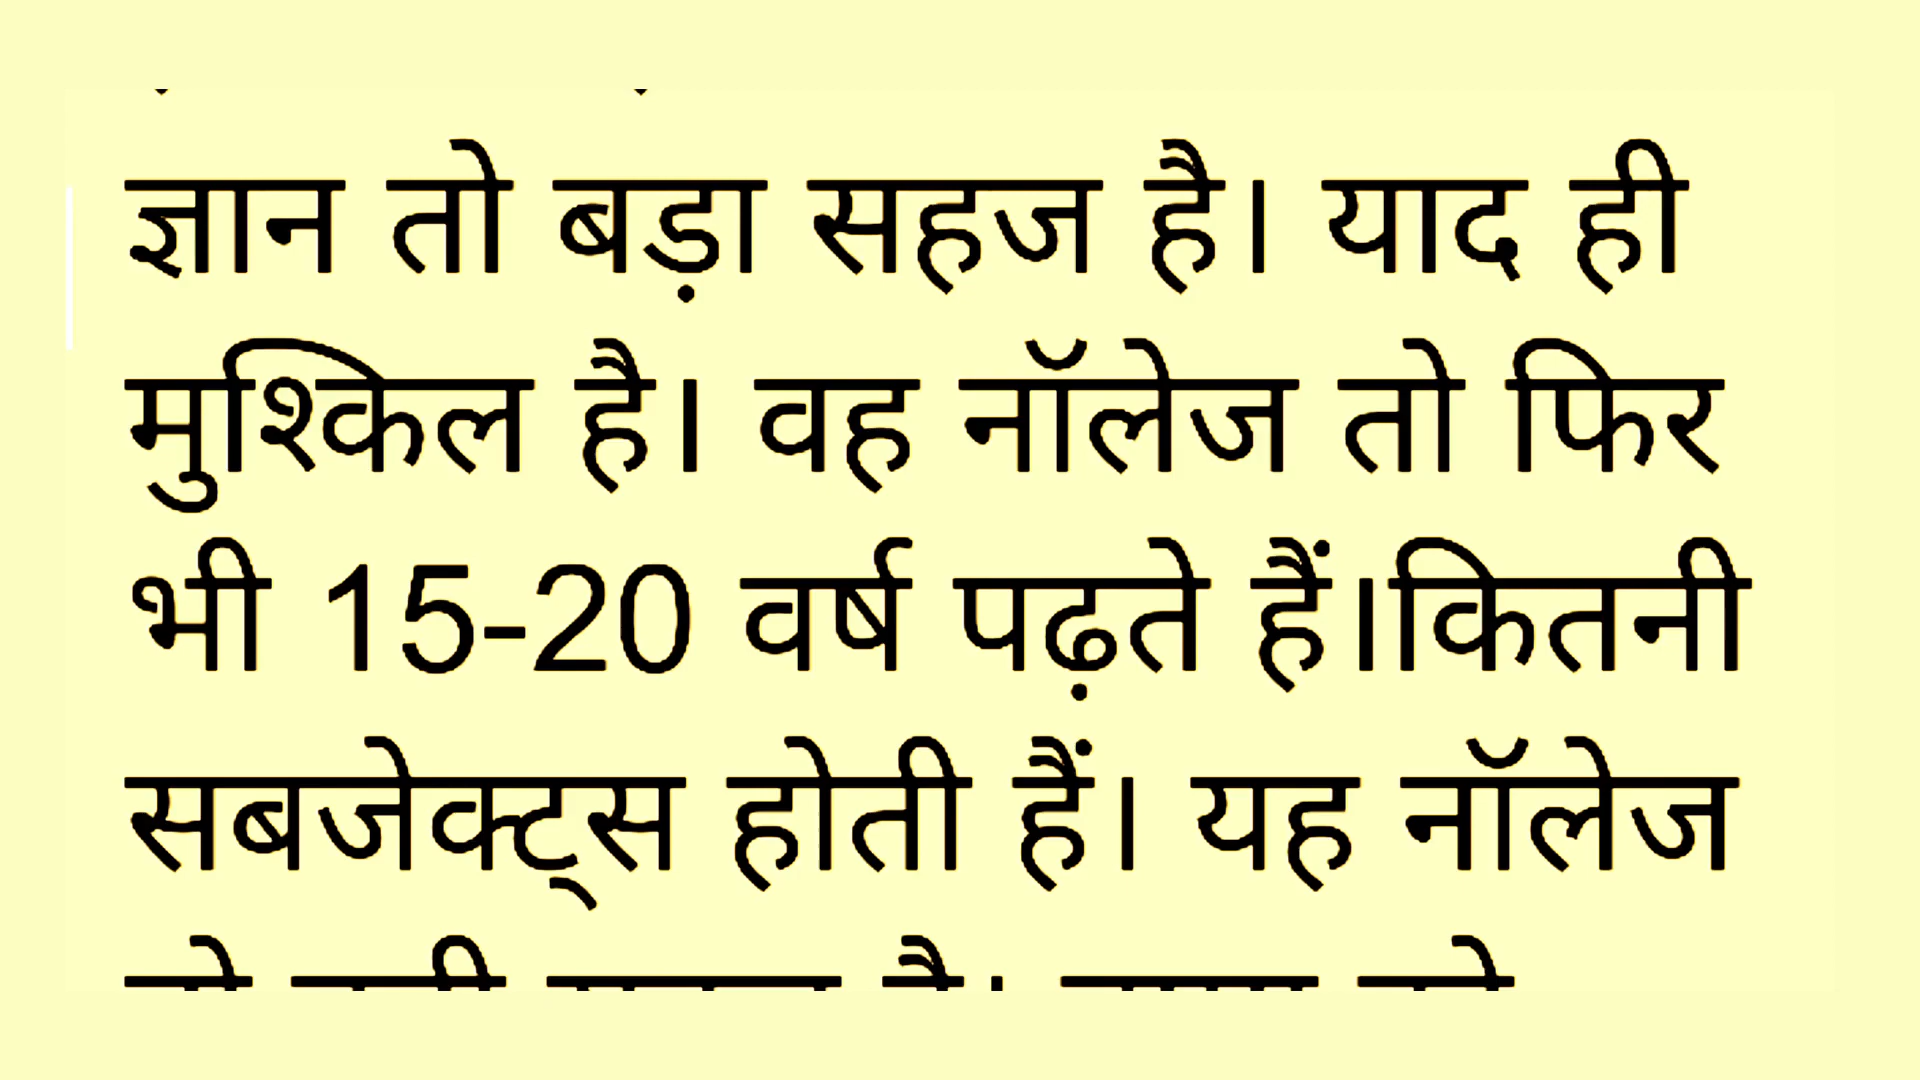 ज्ञान तो बड़ा सहज है। याद ही
मुश्किल है। वह नॉलेज तो फिर
भी 15-20 वर्ष पढ़ते हैं।कितनी
सबजेक्ट्स होती हैं। यह नॉलेज